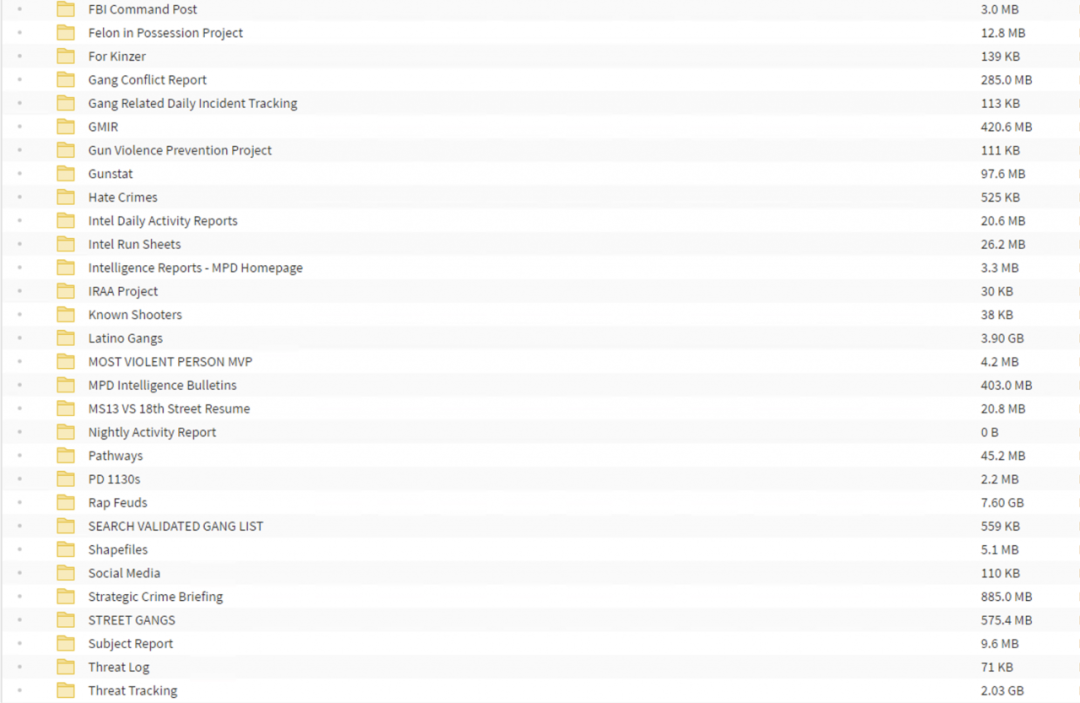 FBI Command Post 3.0 MB
Felon in Possession Project 12.8 MB
For Kinzer 139 KB
Gang Conflict Report 285.0 MB
Gang Related Daily Incident Tracking 113 KB
GMIR 420.6 MB
Gun Violence Prevention Project 111 KB
Gunstat 97.6 MB
Hate Crimes 525 KB
Intel Daily Activity Reports 20.6 MB
Intel Run Sheets 26.2 MB
Intelligence Reports - MPD Homepage 3.3 MB
IRAA Project 30 KB
Known Shooters 38 KB
Latino Gangs 3.90 GB
MOST VIOLENT PERSON MVP 4.2 MB
MPD Intelligence Bulletins 403.0 MB
MS13 VS 18th Street Resume 20.8 MB
Nightly Activity Report 0 B
Pathways 45.2 MB
PD 1130s 2.2 MB
Rap Feuds 7.60 GB
SEARCH VALIDATED GANG LIST 559 KB
Shapefiles 5.1 MB
Social Media 110 KB
Strategic Crime Briefing 885.0 MB
STREET GANGS 575.4 MB
Subject Report 9.6 MB
Threat Log 71 KB
Threat Tracking 2.03 GB